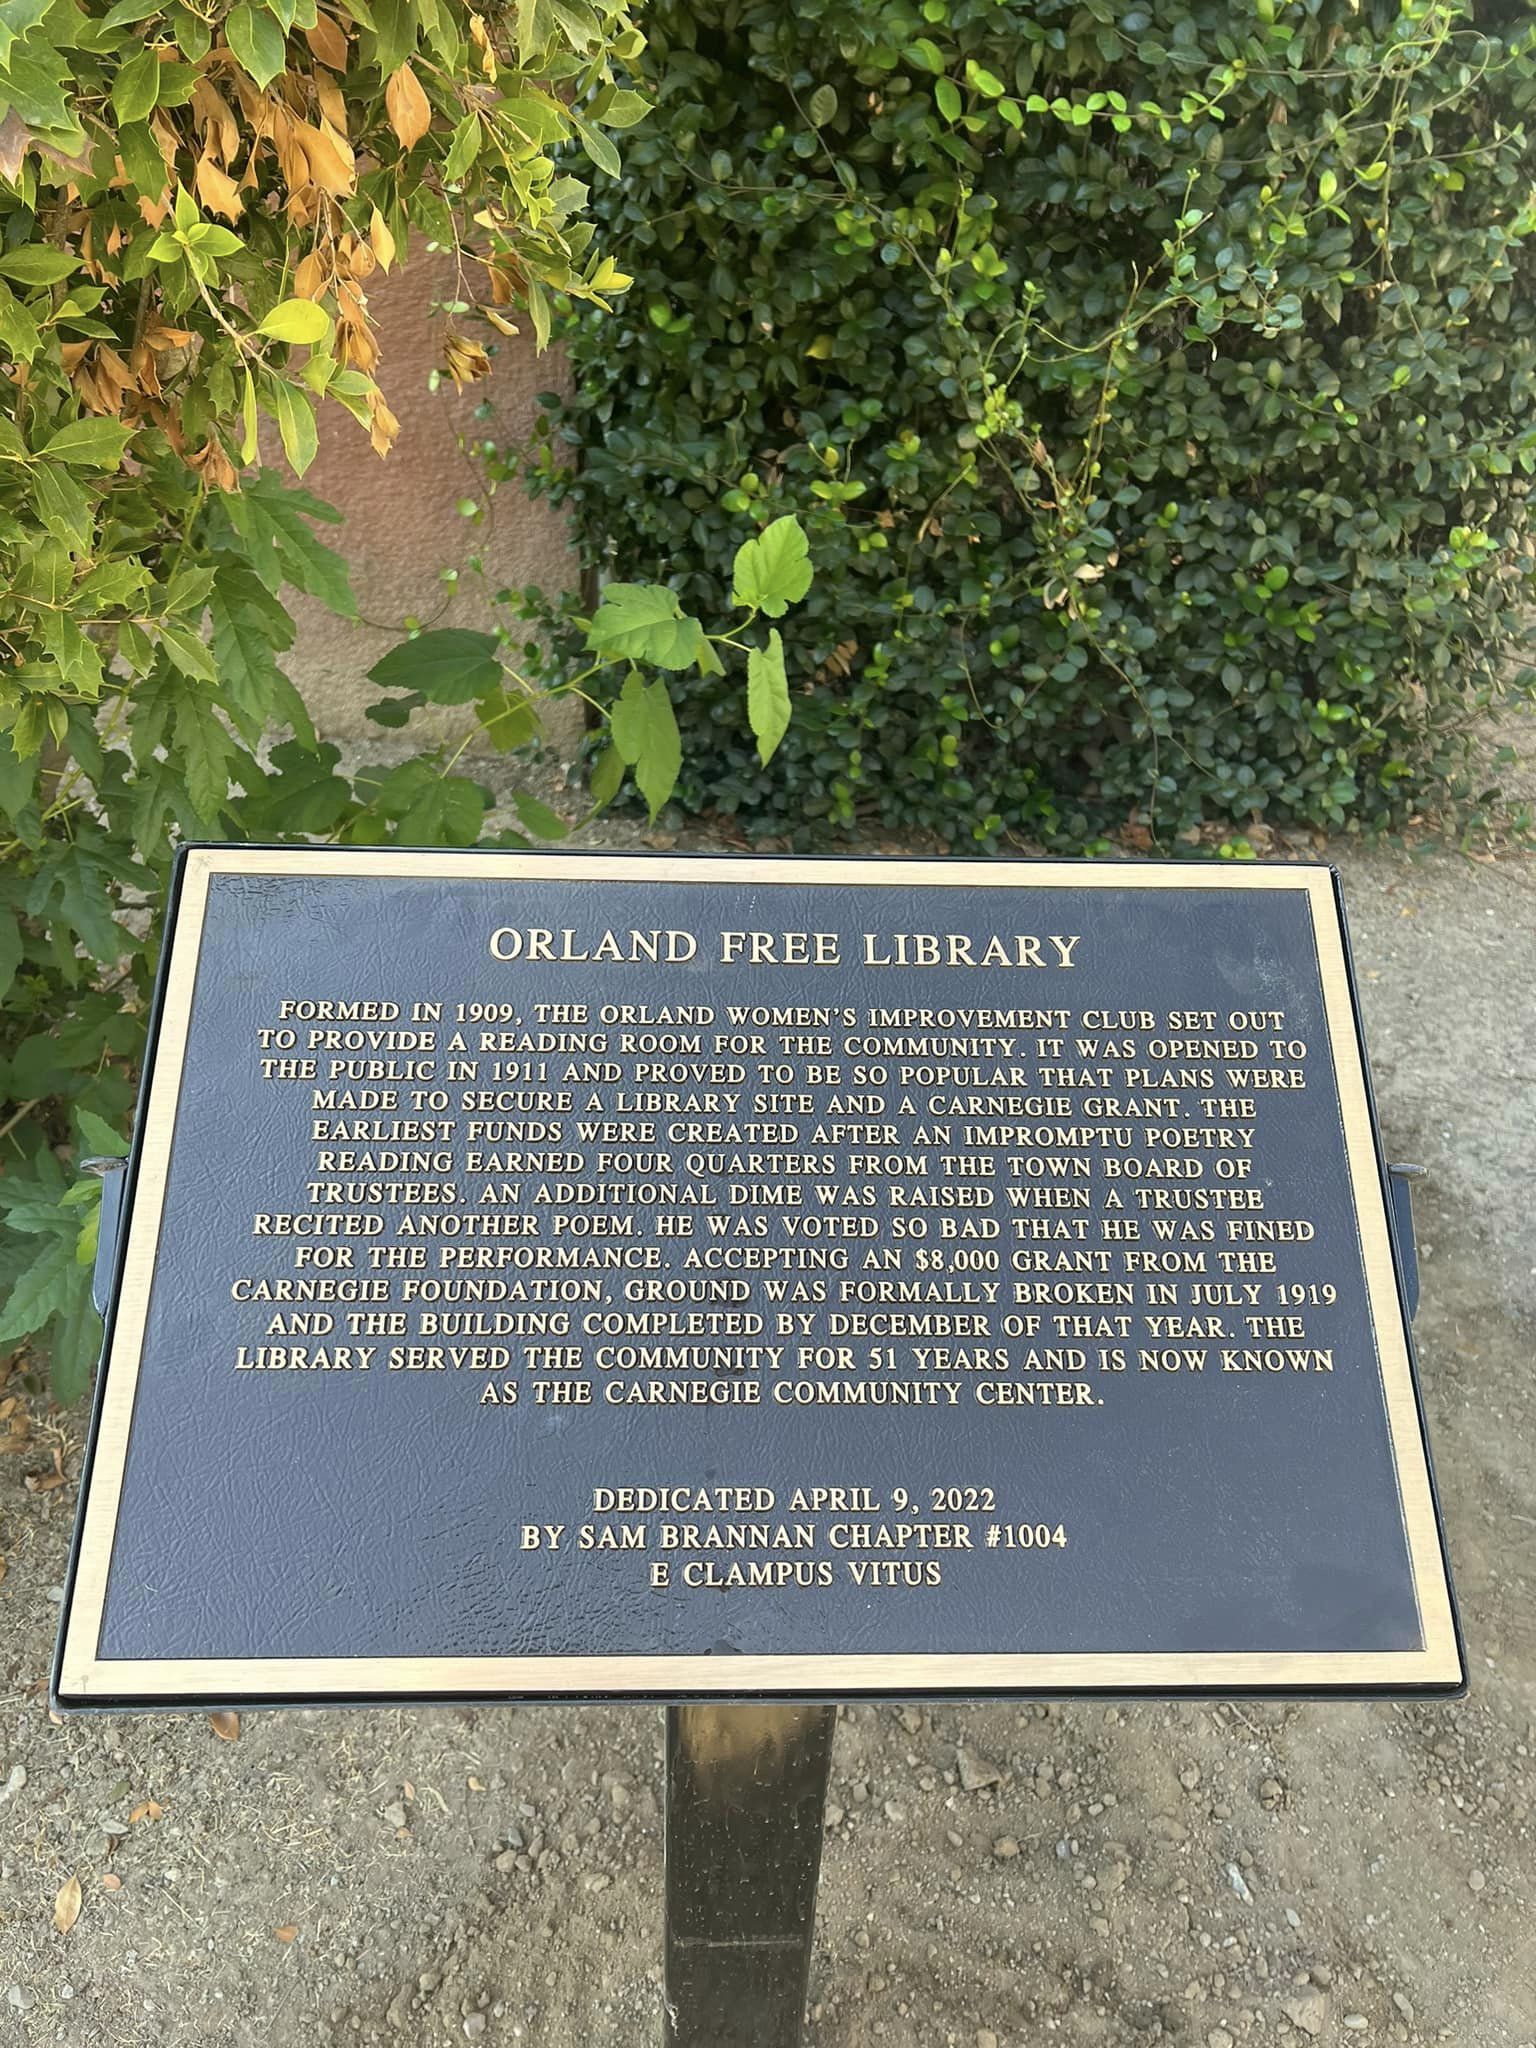 ORLAND FREE LIBRARY
FORMED IN 1909, THE ORLAND WOMEN'S IMPROVEMENT CLUB SET OUT
TO PROVIDE A READING ROOM FOR THE COMMUNITY. IT WAS OPENED TO
THE PUBLIC IN 1911 AND PROVED TO BE SO POPULAR THAT PLANS WERE
MADE TO SECURE A LIBRARY SITE AND A CARNEGIE GRANT. THE
EARLIEST FUNDS WERE CREATED AFTER AN IMPROMPTU POETRY
READING EARNED FOUR QUARTERS FROM THE TOWN BOARD OF
TRUSTEES. AN ADDITIONAL DIME WAS RAISED WHEN A TRUSTEE
RECITED ANOTHER POEM. HE WAS VOTED SO BAD THAT HE WAS FINED
FOR THE PERFORMANCE. ACCEPTING AN $8,000 GRANT FROM THE
CARNEGIE FOUNDATION, GROUND WAS FORMALLY BROKEN IN JULY 1919
AND THE BUILDING COMPLETED BY DECEMBER OF THAT YEAR. THE
LIBRARY SERVED THE COMMUNITY FOR 51 YEARS AND IS NOW KNOWN
AS THE CARNEGIE COMMUNITY CENTER.
DEDICATED APRIL 9, 2022
BY SAM BRANNAN CHAPTER #1004
E CLAMPUS VITUS